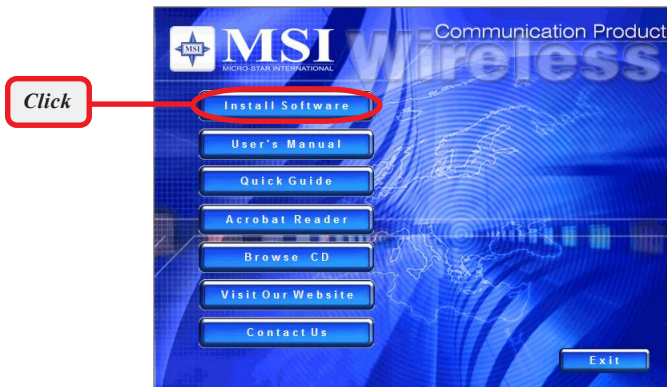 Communication Product
Wireless
MSI
MSI
MICRO-STAR INTERNATIONAL
Click
Install Software
User's Manual
Quick Guide
Acrobat Reader
Browse CD
Visit Our Website
Contact Us
Exit